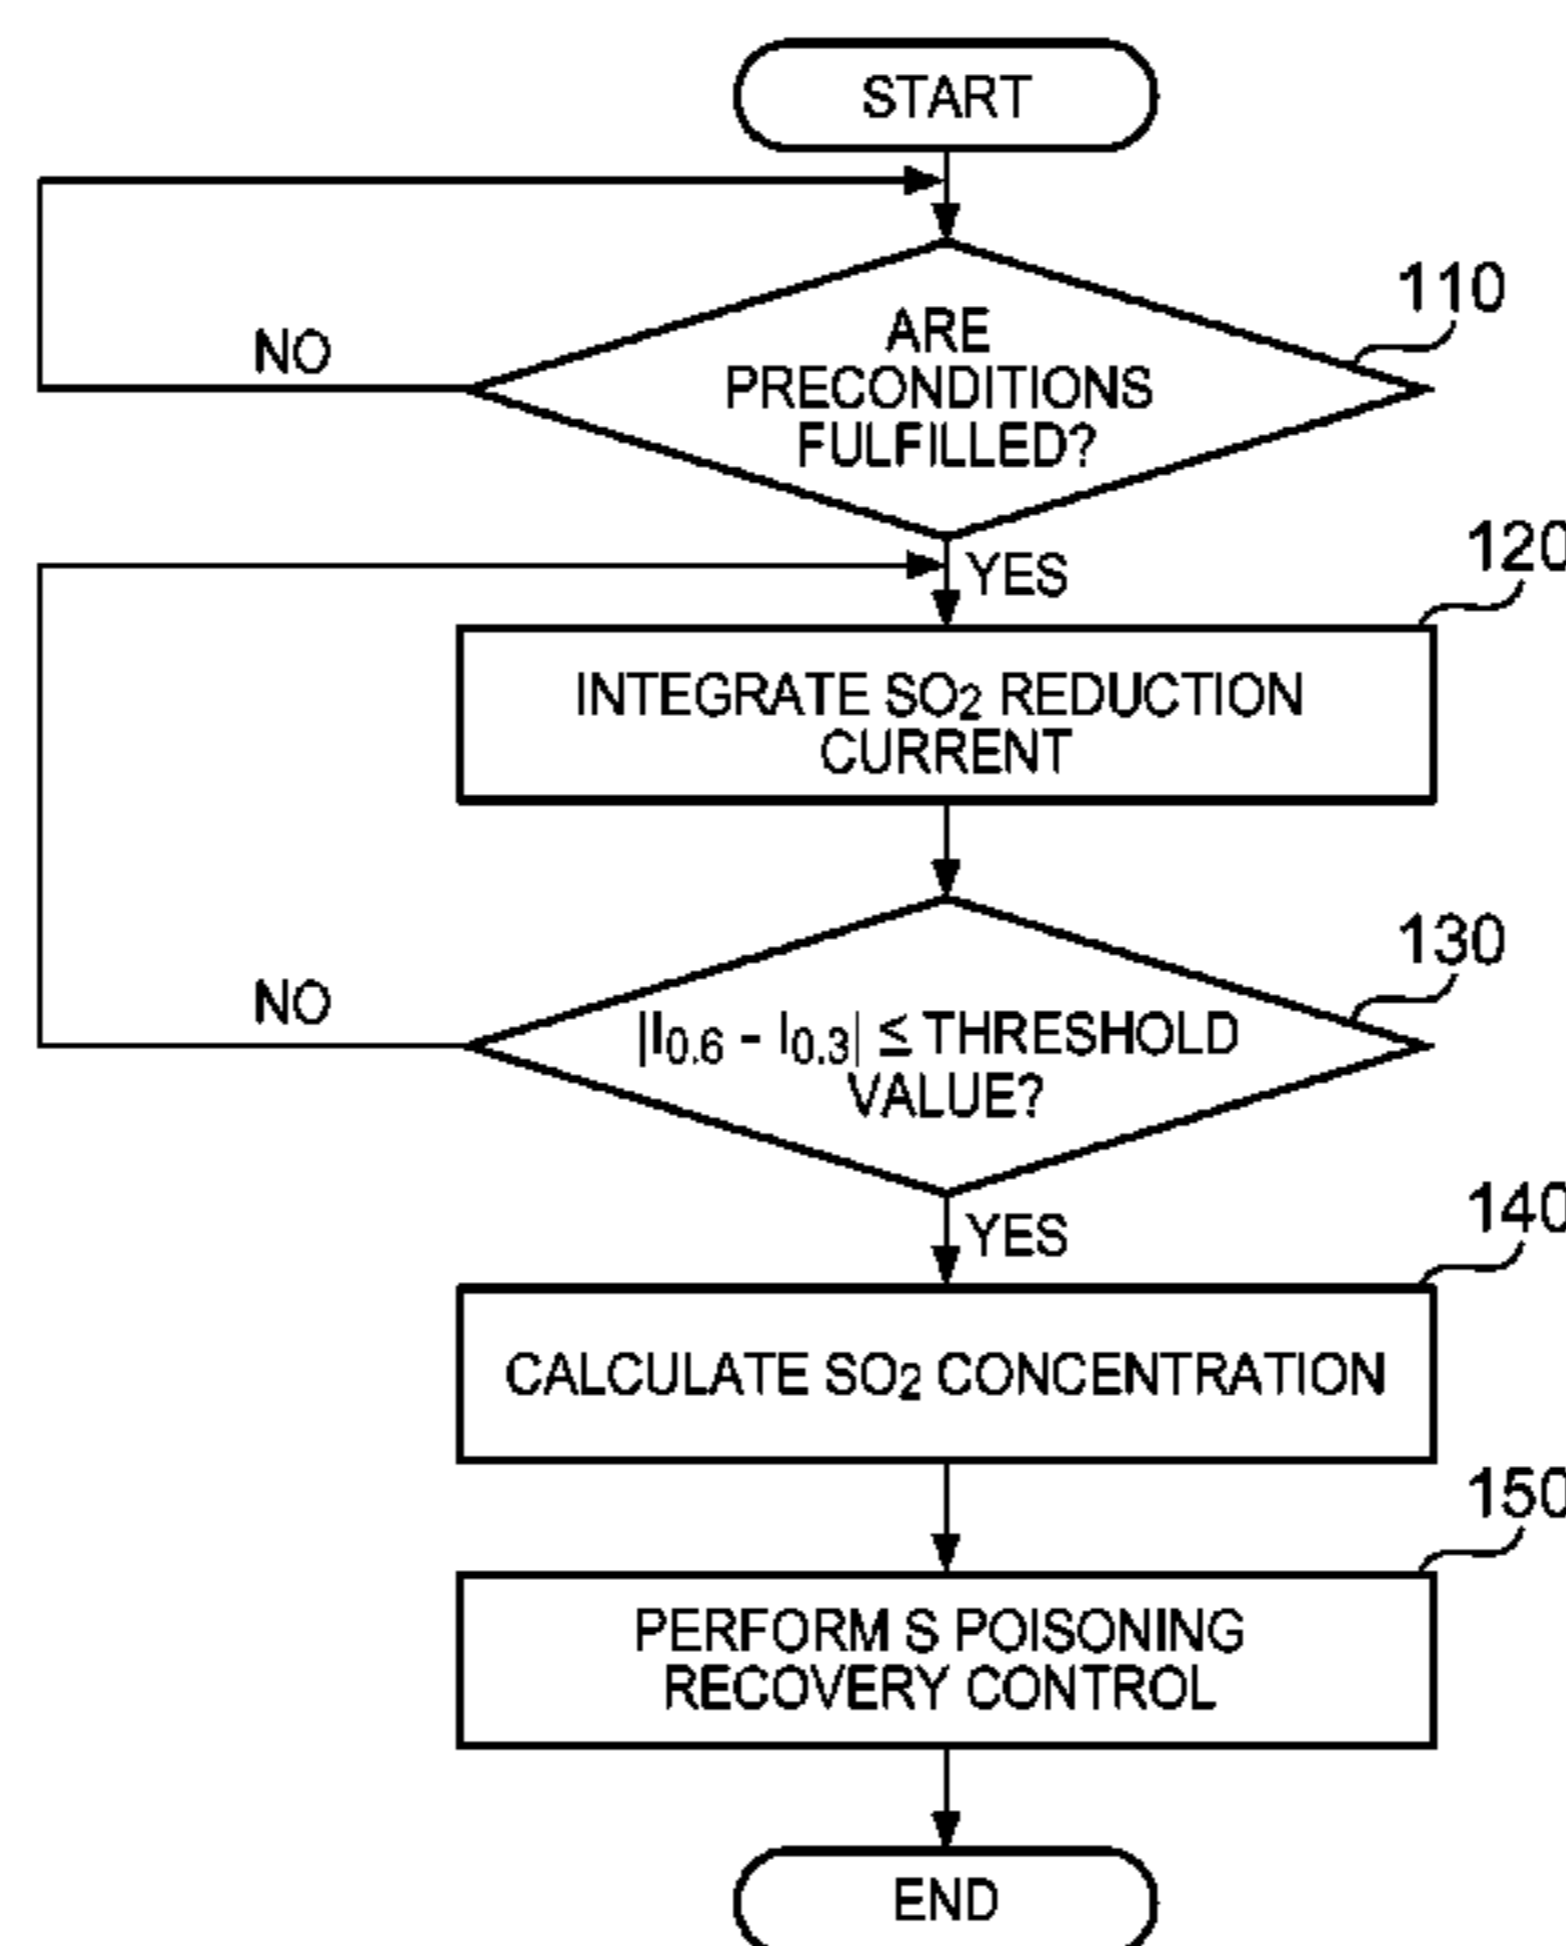 START
110
ARE
PRECONDITIONS
FULFILLED?
NO
YES
120
INTEGRATE SO2 REDUCTION
CURRENT
130
|I0.6 - I0.3| ≤ THRESHOLD
VALUE?
NO
YES
140
CALCULATE SO2 CONCENTRATION
150
PERFORM S POISONING
RECOVERY CONTROL
END